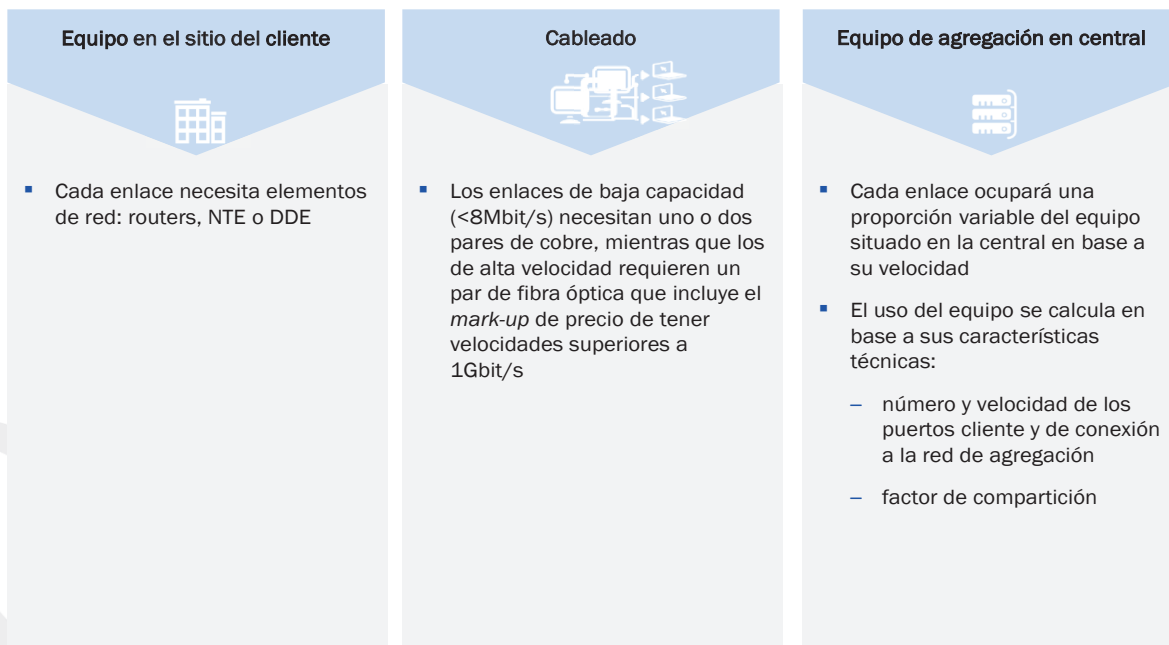 Equipo en el sitio del cliente
Cada enlace necesita elementos
de red: routers, NTE o DDE
Cableado
Los enlaces de baja capacidad
(<8Mbit/s) necesitan uno o dos
pares de cobre, mientras que los
de alta velocidad requieren un
par de fibra óptica que incluye el
mark-up de precio de tener
velocidades superiores a
1Gbit/s
Equipo de agregación en central
Cada enlace ocupará una
proporción variable del equipo
situado en la central en base a
su velocidad
El uso del equipo se calcula en
base a sus características
técnicas:
– número y velocidad de los
puertos cliente y de conexión
a la red de agregación
– factor de compartición